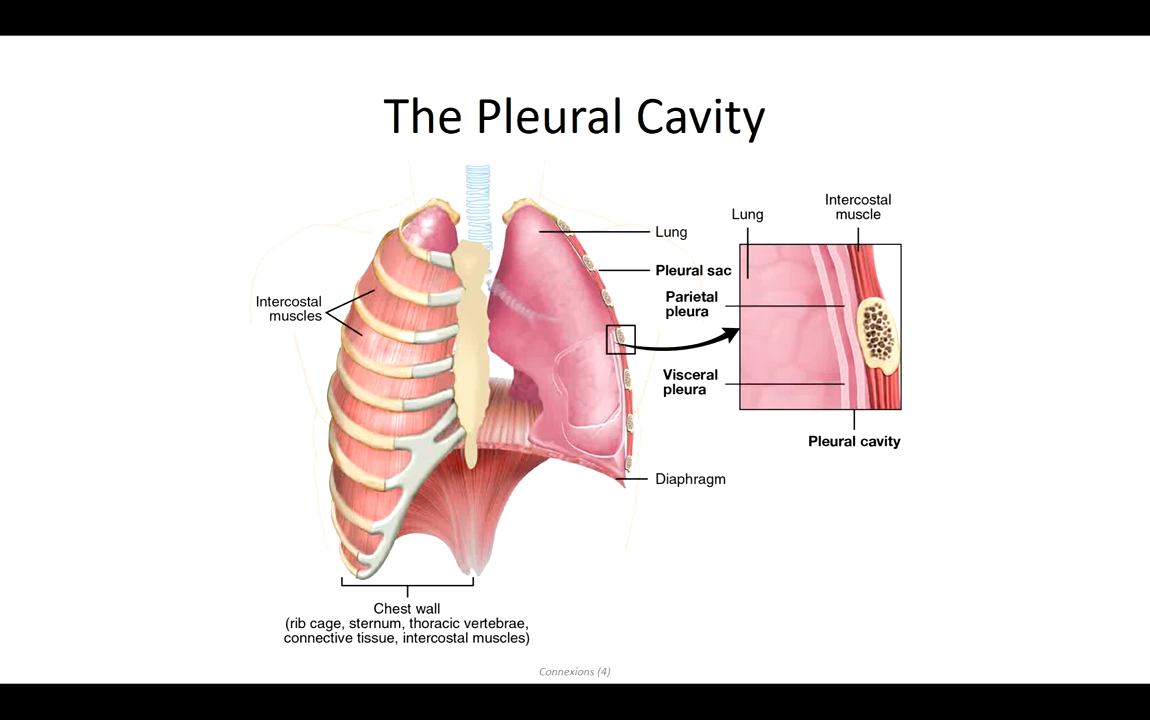 The Pleural Cavity
Lung
Intercostal
muscle
Lung
Pleural sac
Parietal
pleura
Intercostal
muscles
Visceral
pleura
Pleural cavity
Diaphragm
Chest wall
(rib cage, sternum, thoracic vertebrae,
connective tissue, intercostal muscles)
Connexions (4)